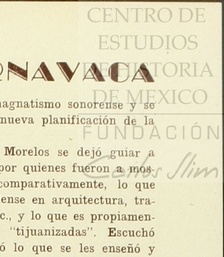 CENTRO DE
ESTUDIOS
DE HISTORIA
DE MEXICO
FUNDACIÓN
Carlos Slim
RNAVACA
magnatismo sonorense y se
nueva planificación de la
Morelos se dejó guiar a
por quienes fueron a mos-
comparativamente, lo que
ense en arquitectura, tra-
c., y lo que es propiamen-
"tijuanizadas". Escuchó
ó lo que se les enseñó y